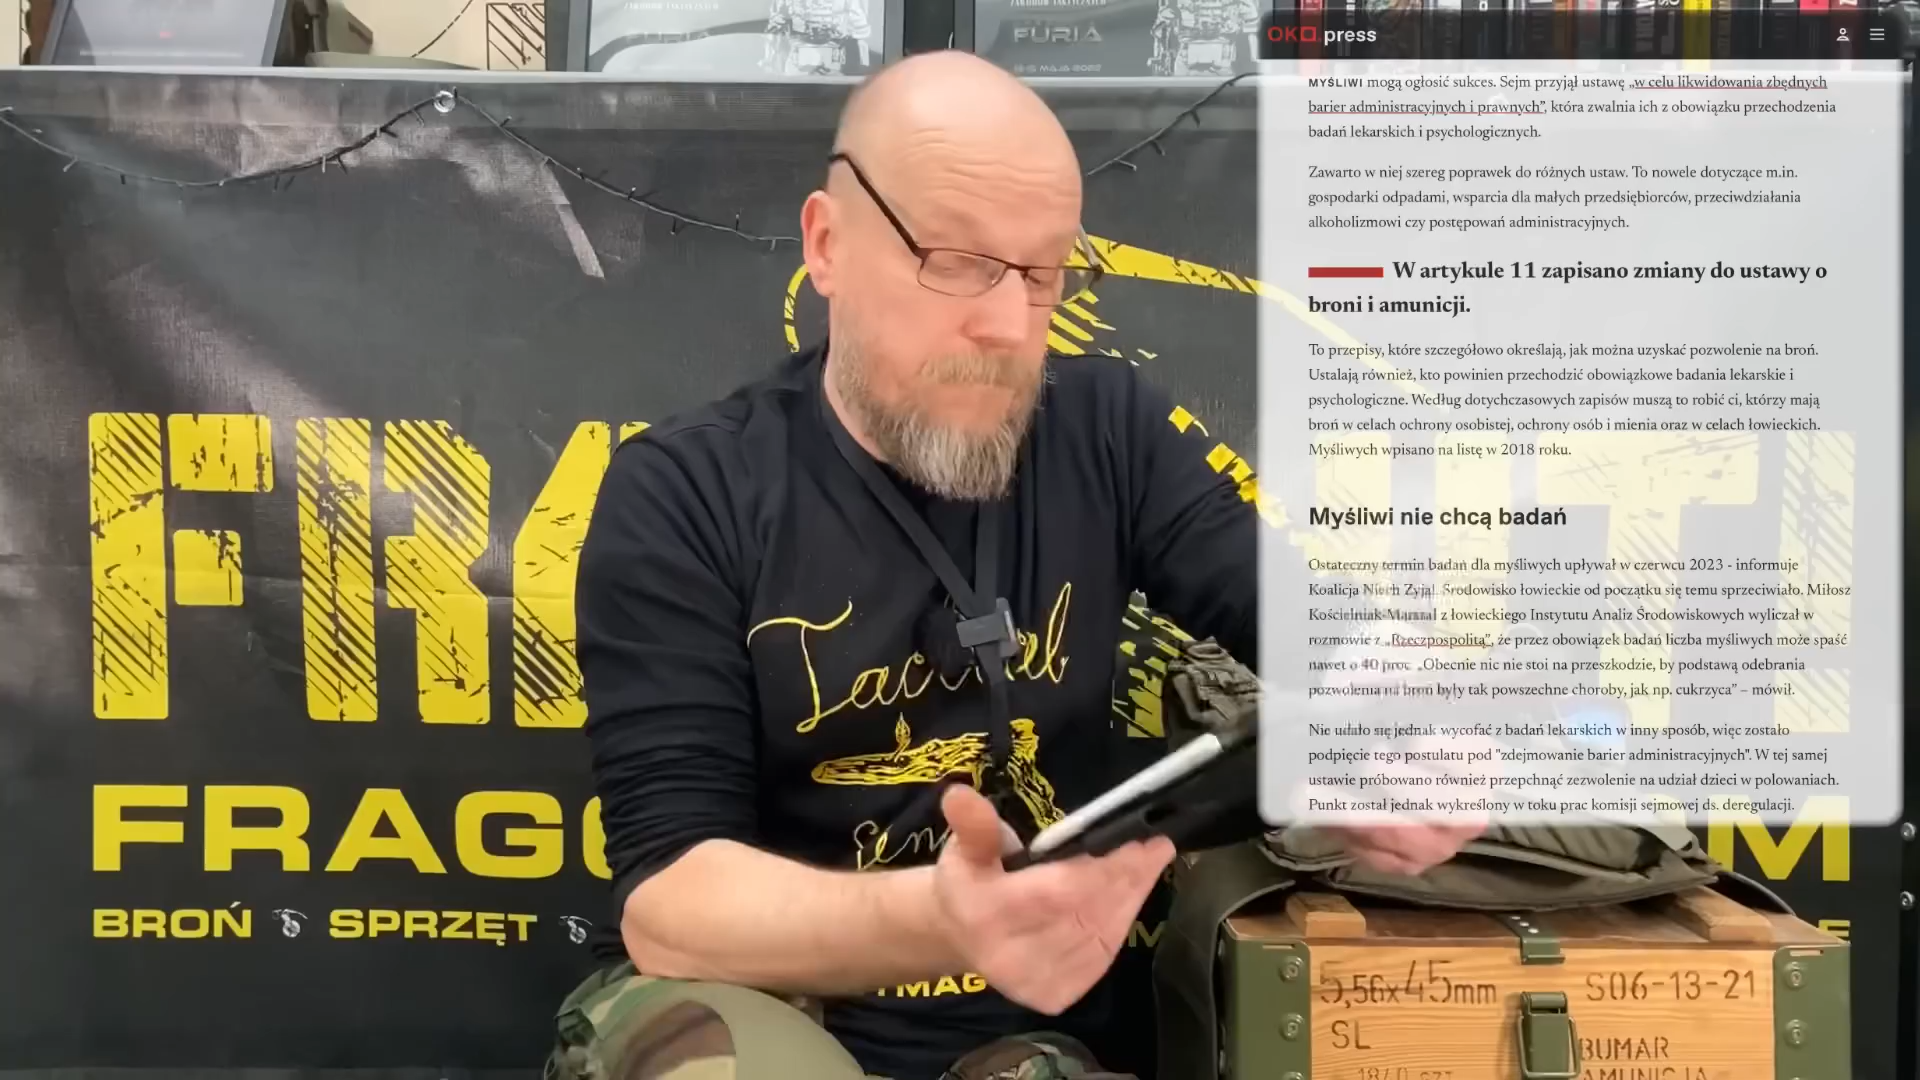 FURIA
FURIA
13-15 MAJA 2022
OKO.press
MYŚLIWI mogą ogłosić sukces. Sejm przyjął ustawę „w celu likwidowania zbędnych
barier administracyjnych i prawnych”, która zwalnia ich z obowiązku przechodzenia
badań lekarskich i psychologicznych.
Zawarto w niej szereg poprawek do różnych ustaw. To nowele dotyczące m.in.
gospodarki odpadami, wsparcia dla małych przedsiębiorców, przeciwdziałania
alkoholizmowi czy postępowań administracyjnych.
W artykule 11 zapisano zmiany do ustawy o
broni i amunicji.
To przepisy, które szczegółowo określają, jak można uzyskać pozwolenie na broń.
Ustalają również, kto powinien przechodzić obowiązkowe badania lekarskie i
psychologiczne. Według dotychczasowych zapisów muszą to robić ci, którzy mają
broń w celach ochrony osobistej, ochrony osób i mienia oraz w celach łowieckich.
Myśliwych wpisano na listę w 2018 roku.
Myśliwi nie chcą badań
Ostateczny termin badań dla myśliwych upływał w czerwcu 2023 - informuje
Koalicja Niech Żyją!. Środowisko łowieckie od początku się temu sprzeciwiało. Miłosz
Kościelniak-Marszał z łowieckiego Instytutu Analiz Środowiskowych wyliczał w
rozmowie z „Rzeczpospolitą”, że przez obowiązek badań liczba myśliwych może spaść
nawet o 40 proc. „Obecnie nic nie stoi na przeszkodzie, by podstawą odebrania
pozwolenia na broń były tak powszechne choroby, jak np. cukrzyca” – mówił.
Nie udało się jednak wycofać z badań lekarskich w inny sposób, więc zostało
podpięcie tego postulatu pod "zdejmowanie barier administracyjnych". W tej samej
ustawie próbowano również przepchnąć zezwolenie na udział dzieci w polowaniach.
Punkt został jednak wykreślony w toku prac komisji sejmowej ds. deregulacji.
BROŃ SPRZĘT
5,56x45mm S06-13-21
SL
BUMAR
AMUNICJA